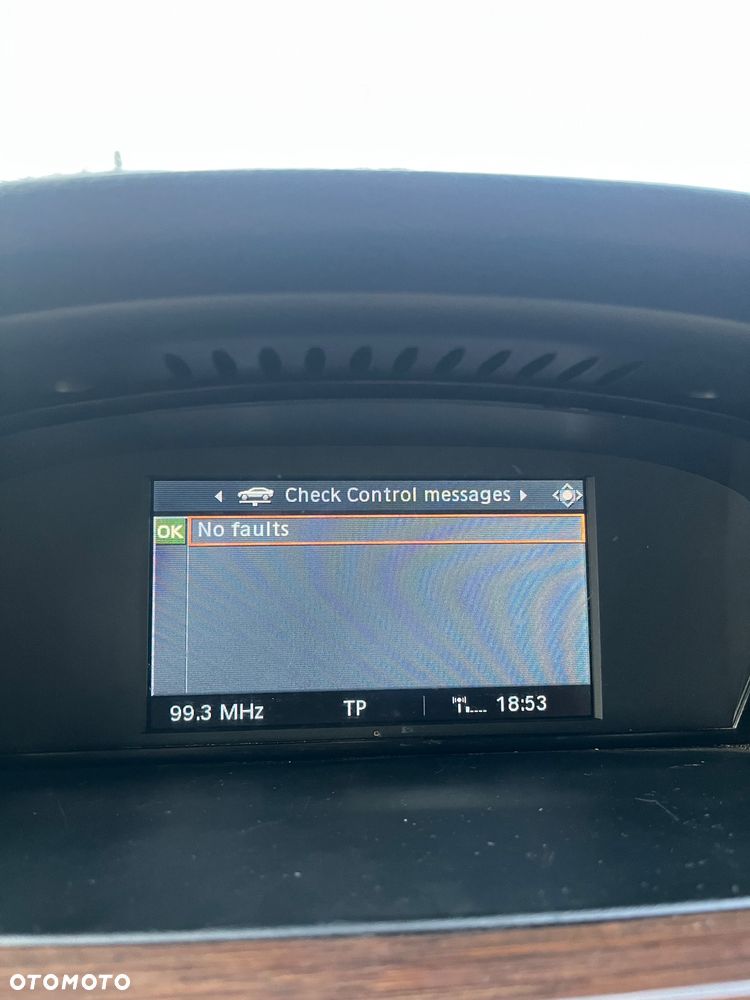 Check Control messages
OK No faults
99.3 MHz TP 18:53
OTOMOTO